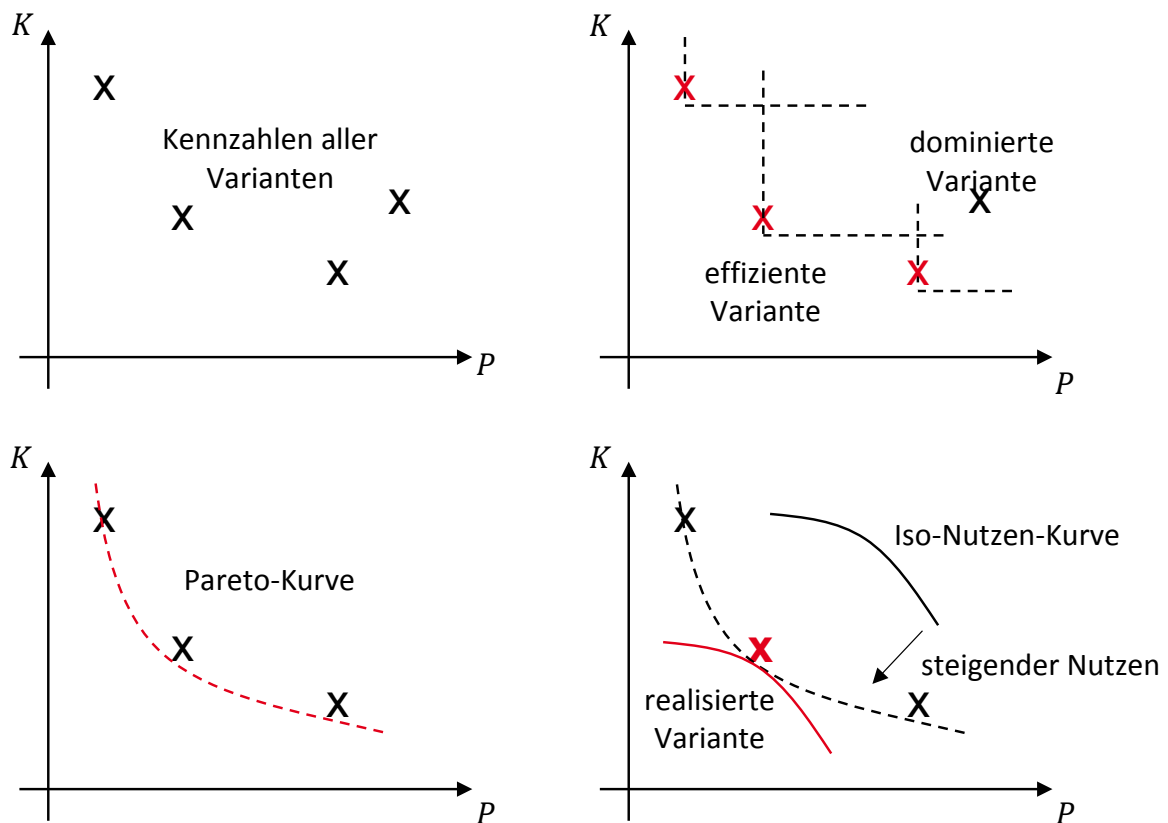 K
X
Kennzahlen aller
Varianten
X
X
X
P
K
X
dominierte
Variante
X
X
effiziente
Variante
X
P
K
X
Pareto-Kurve
X
X
P
K
X
Iso-Nutzen-Kurve
X
steigender Nutzen
realisierte
Variante
X
P